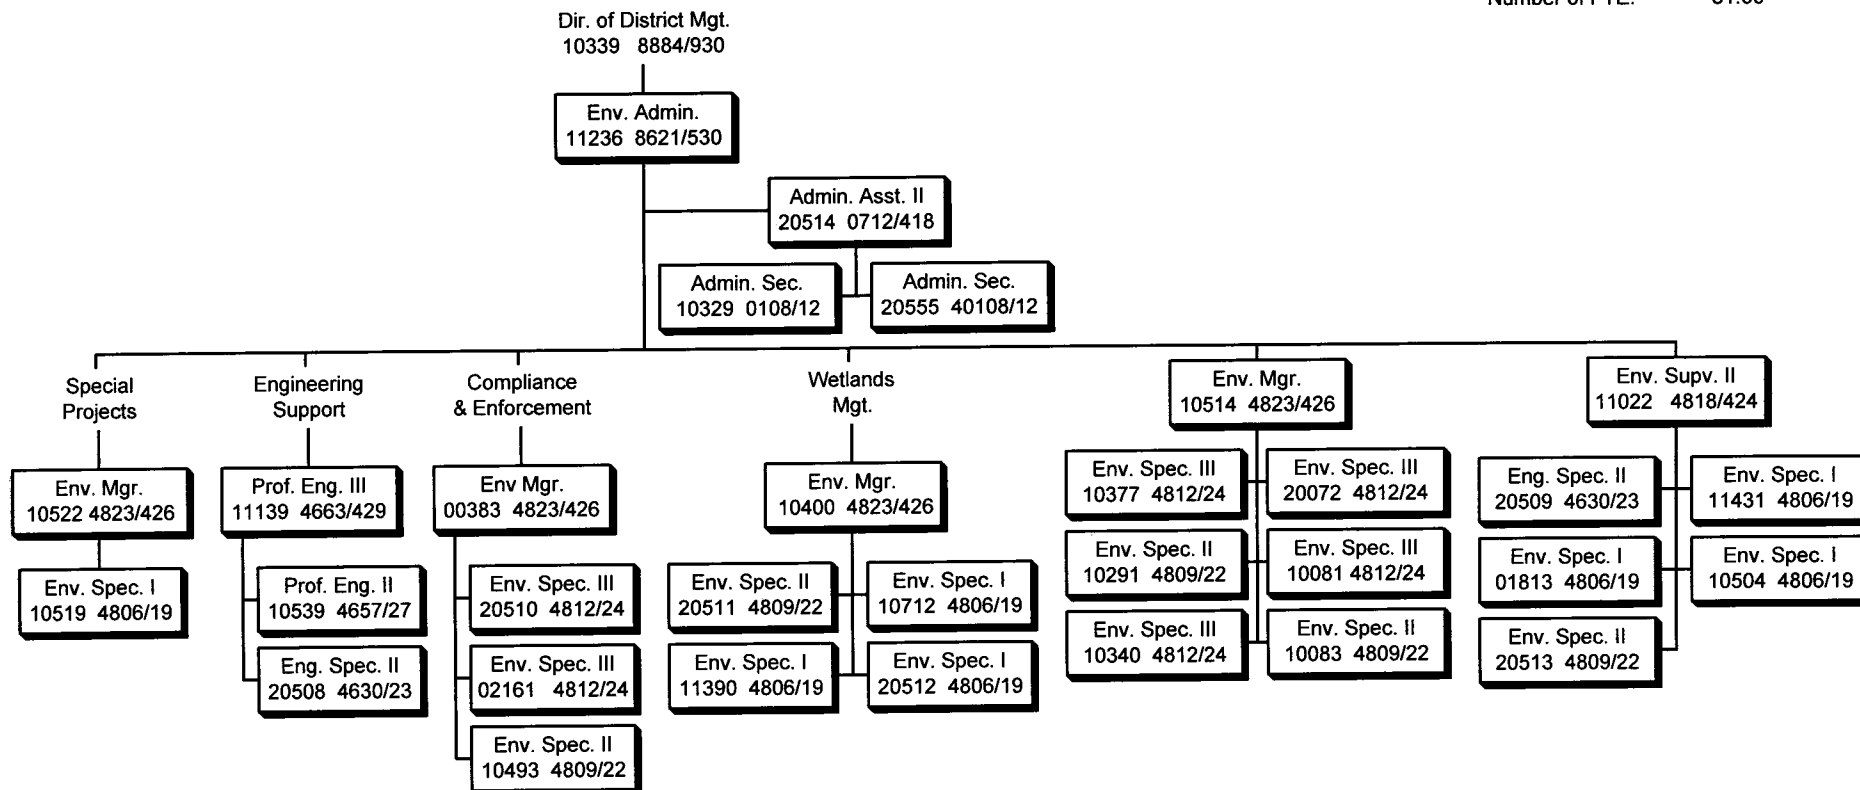 Dir. of District Mgt.
10339 8884/930
Env. Admin.
11236 8621/530
Admin. Asst. II
20514 0712/418
Admin. Sec.
10329 0108/12
Admin. Sec.
20555 40108/12
Special
Projects
Env. Mgr.
10522 4823/426
Env. Spec. I
10519 4806/19
Engineering
Support
Prof. Eng. III
11139 4663/429
Prof. Eng. II
10539 4657/27
Eng. Spec. II
20508 4630/23
Compliance
& Enforcement
Env Mgr.
00383 4823/426
Env. Spec. III
20510 4812/24
Env. Spec. III
02161 4812/24
Env. Spec. II
10493 4809/22
Wetlands
Mgt.
Env. Mgr.
10400 4823/426
Env. Spec. II
20511 4809/22
Env. Spec. I
10712 4806/19
Env. Spec. I
11390 4806/19
Env. Spec. I
20512 4806/19
Env. Mgr.
10514 4823/426
Env. Spec. III
10377 4812/24
Env. Spec. III
20072 4812/24
Env. Spec. II
10291 4809/22
Env. Spec. III
10081 4812/24
Env. Spec. III
10340 4812/24
Env. Spec. II
10083 4809/22
Env. Supv. II
11022 4818/424
Eng. Spec. II
20509 4630/23
Env. Spec. I
11431 4806/19
Env. Spec. I
01813 4806/19
Env. Spec. I
10504 4806/19
Env. Spec. II
20513 4809/22